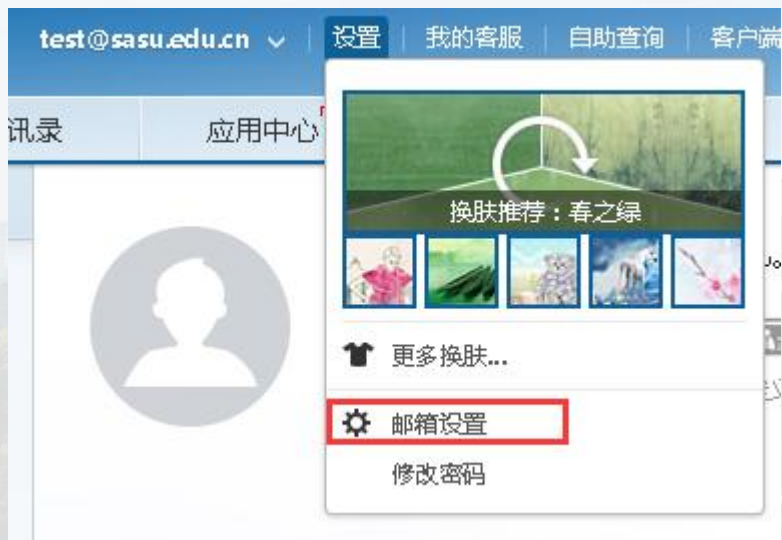 test@sasu.edu.cn 设置 我的客服 自助查询 客户端
讯录 应用中心
换肤推荐：春之绿
更多换肤...
邮箱设置
修改密码